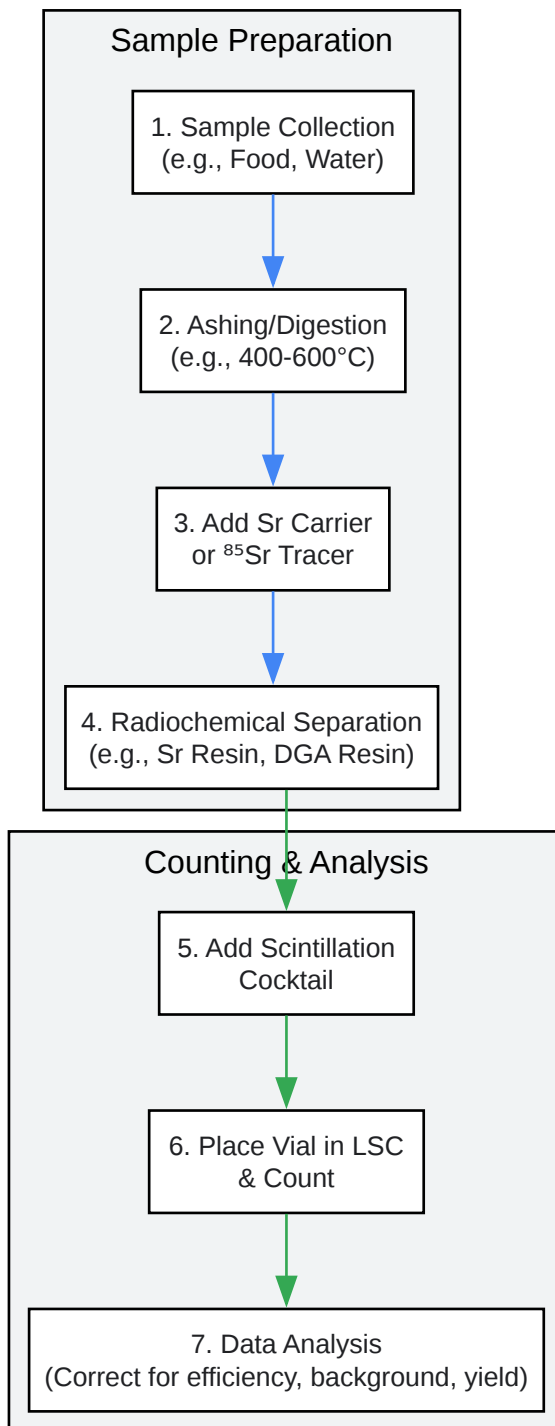 Sample Preparation
1. Sample Collection
(e.g., Food, Water)
2. Ashing/Digestion
(e.g., 400-600°C)
3. Add Sr Carrier
or ⁸⁵Sr Tracer
4. Radiochemical Separation
(e.g., Sr Resin, DGA Resin)
Counting & Analysis
5. Add Scintillation
Cocktail
6. Place Vial in LSC
& Count
7. Data Analysis
(Correct for efficiency, background, yield)